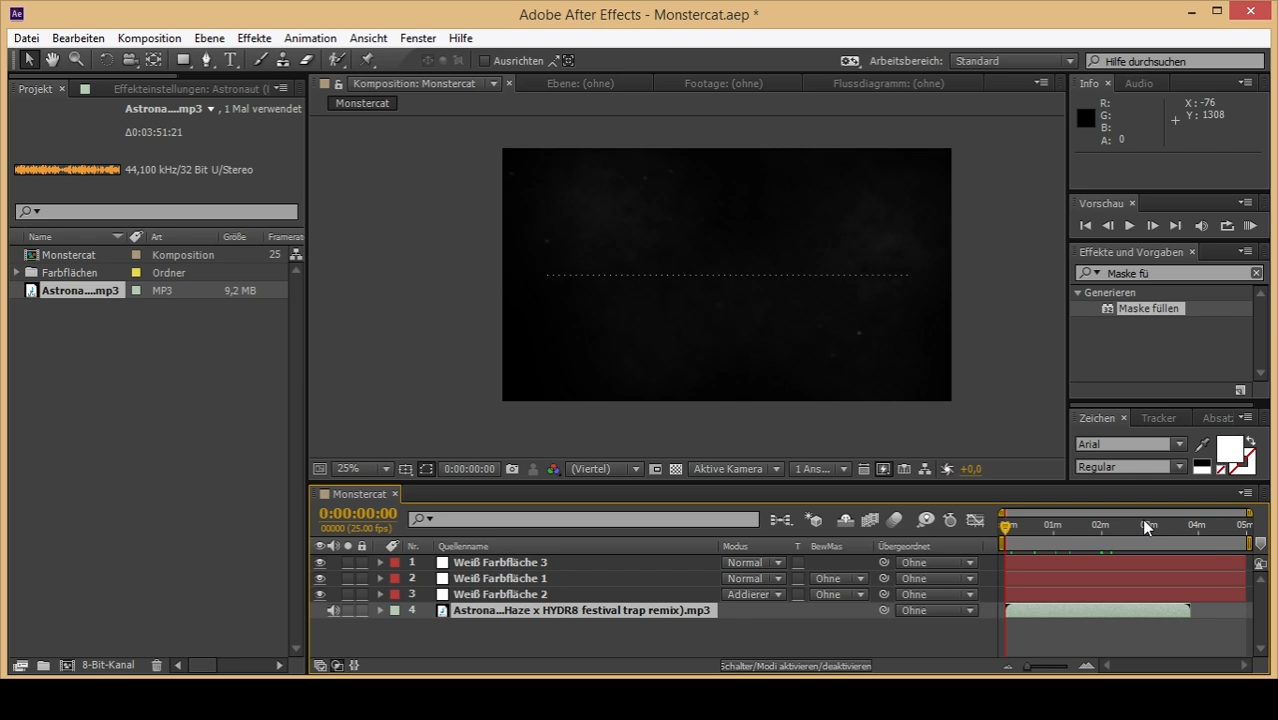 Ae Adobe After Effects - Monstercat.aep *
Datei Bearbeiten Komposition Ebene Effekte Animation Ansicht Fenster Hilfe
T Ausrichten Arbeitsbereich: Standard Hilfe durchsuchen
Projekt × Effekteinstellungen: Astronaut (
Astrona....mp3 , 1 Mal verwendet
Δ0:03:51:21
44,100 kHz/32 Bit U/Stereo
Name Art Größe Framerat
Monstercat Komposition 25
Farbflächen Ordner
Astrona....mp3 MP3 9,2 MB
8-Bit-Kanal
Komposition: Monstercat × Ebene: (ohne) Footage: (ohne) Flussdiagramm: (ohne)
Monstercat
25% 0:00:00:00 (Viertel) Aktive Kamera 1 Ans... +0,0
Info × Audio
R: X : -76
G: Y : 1308
B:
A: 0
Vorschau ×
Effekte und Vorgaben ×
Maske fü
Generieren
32 Maske füllen
Zeichen × Tracker Absat:
Arial
Regular
Monstercat ×
0:00:00:00
00000 (25.00 fps)
01m 02m 03m 04m 05m
Nr. Quellenname Modus T BewMas Übergeordnet
1 Weiß Farbfläche 3 Normal Ohne
2 Weiß Farbfläche 1 Normal Ohne Ohne
3 Weiß Farbfläche 2 Addierer Ohne Ohne
4 Astrona...Haze x HYDR8 festival trap remix).mp3 Ohne
Schalter/Modi aktivieren/deaktivieren